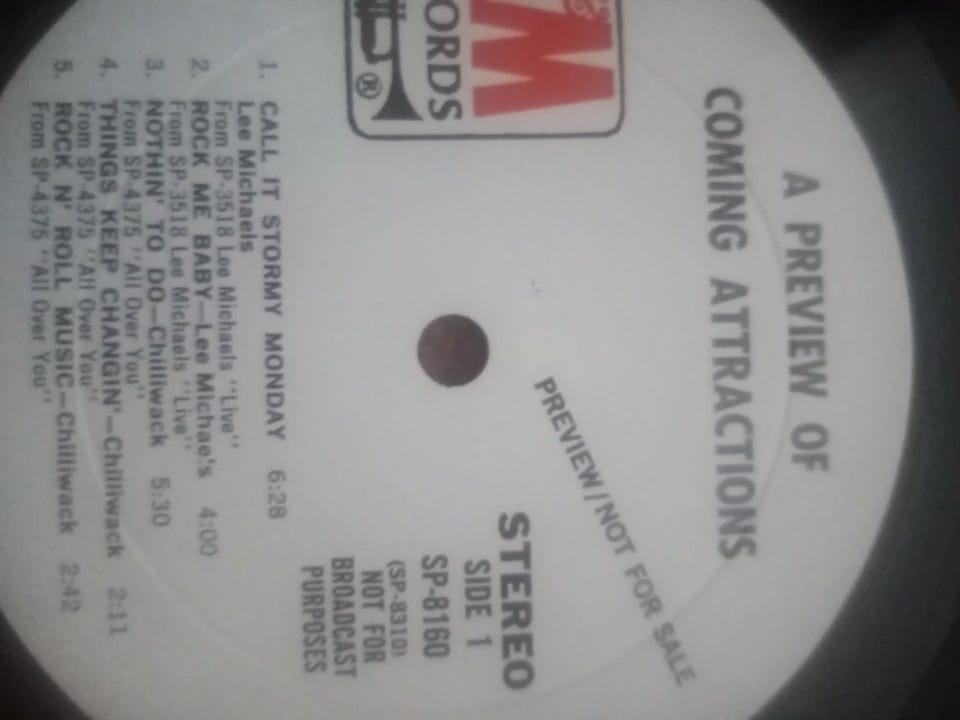 A PREVIEW OF
COMING ATTRACTIONS
M
ORDS
®
PREVIEW/NOT FOR SALE
STEREO
SIDE 1
SP-8160
(SP-8310)
NOT FOR
BROADCAST
PURPOSES
1. CALL IT STORMY MONDAY 6:28
Lee Michaels
From SP-3518 Lee Michaels "Live"
2. ROCK ME BABY—Lee Michae's 4:00
From SP-3518 Lee Michaels "Live"
3. NOTHIN' TO DO—Chilliwack 5:30
From SP-4375 "All Over You"
4. THINGS KEEP CHANGIN'—Chilliwack 2:11
From SP-4375 "All Over You"
5. ROCK N' ROLL MUSIC—Chilliwack 2:42
From SP-4375 "All Over You"